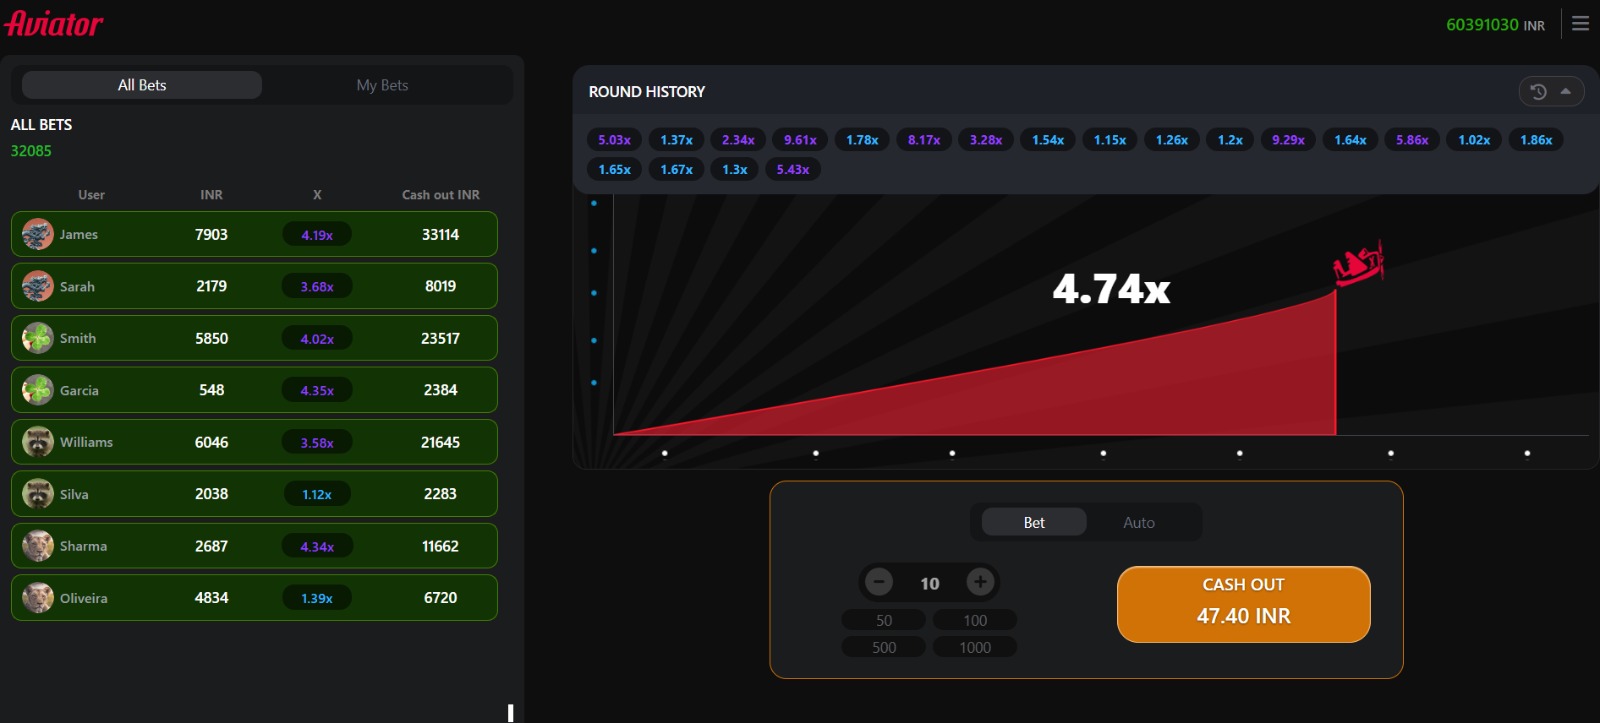 Aviator
60391030 INR
All Bets My Bets
ALL BETS
32085
User INR X Cash out INR
James 7903 4.19x 33114
Sarah 2179 3.68x 8019
Smith 5850 4.02x 23517
Garcia 548 4.35x 2384
Williams 6046 3.58x 21645
Silva 2038 1.12x 2283
Sharma 2687 4.34x 11662
Oliveira 4834 1.39x 6720
ROUND HISTORY
5.03x 1.37x 2.34x 9.61x 1.78x 8.17x 3.28x 1.54x 1.15x 1.26x 1.2x 9.29x 1.64x 5.86x 1.02x 1.86x
1.65x 1.67x 1.3x 5.43x
4.74x
Bet Auto
10
50 100
500 1000
CASH OUT
47.40 INR